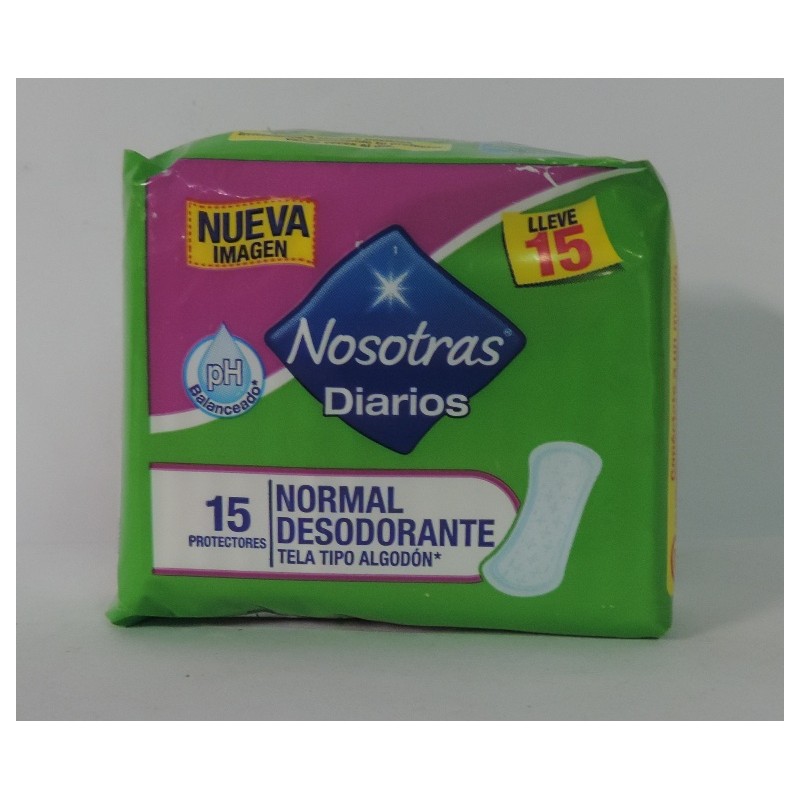 NUEVA
IMAGEN
LLEVE
15
Nosotras®
Diarios
pH
Balanceado*
15
PROTECTORES
NORMAL
DESODORANTE
TELA TIPO ALGODÓN*